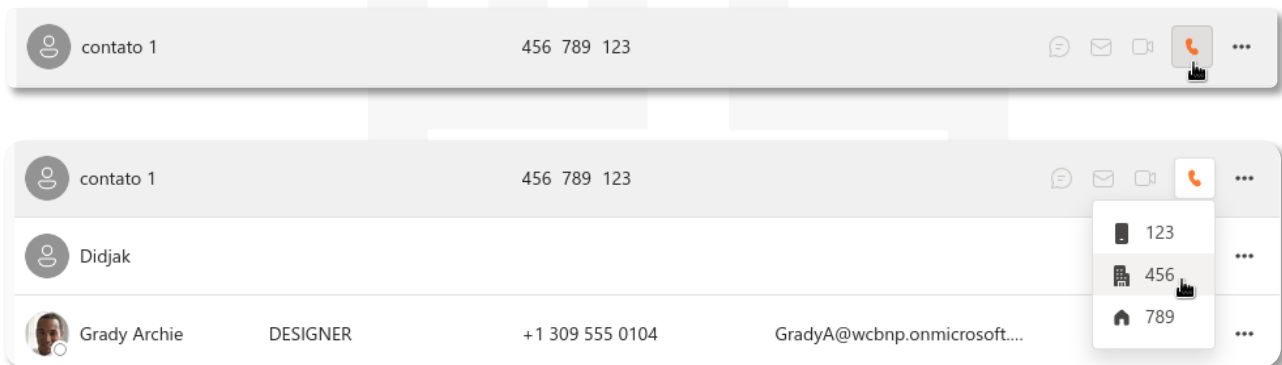 contato 1 456 789 123
contato 1 456 789 123
123
Didjak
456
789
Grady Archie DESIGNER +1 309 555 0104 GradyA@wcbnp.onmicrosoft....